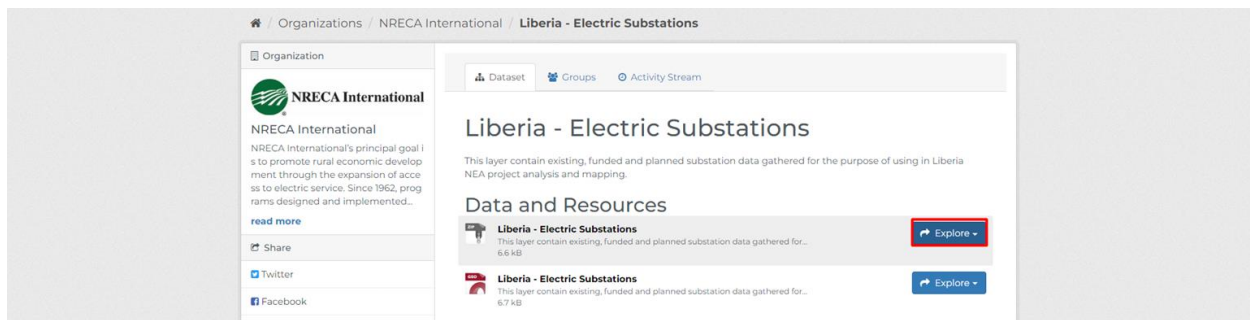 / Organizations / NRECA International / Liberia - Electric Substations
Organization
NRECA International
NRECA International
NRECA International's principal goal i
s to promote rural economic develop
ment through the expansion of acce
ss to electric service. Since 1962, prog
rams designed and implemented...
read more
Share
Twitter
Facebook
Dataset Groups Activity Stream
Liberia - Electric Substations
This layer contain existing, funded and planned substation data gathered for the purpose of using in Liberia
NEA project analysis and mapping.
Data and Resources
Liberia - Electric Substations
This layer contain existing, funded and planned substation data gathered for...
6.6 kB
Explore
Liberia - Electric Substations
This layer contain existing, funded and planned substation data gathered for...
6.7 kB
Explore